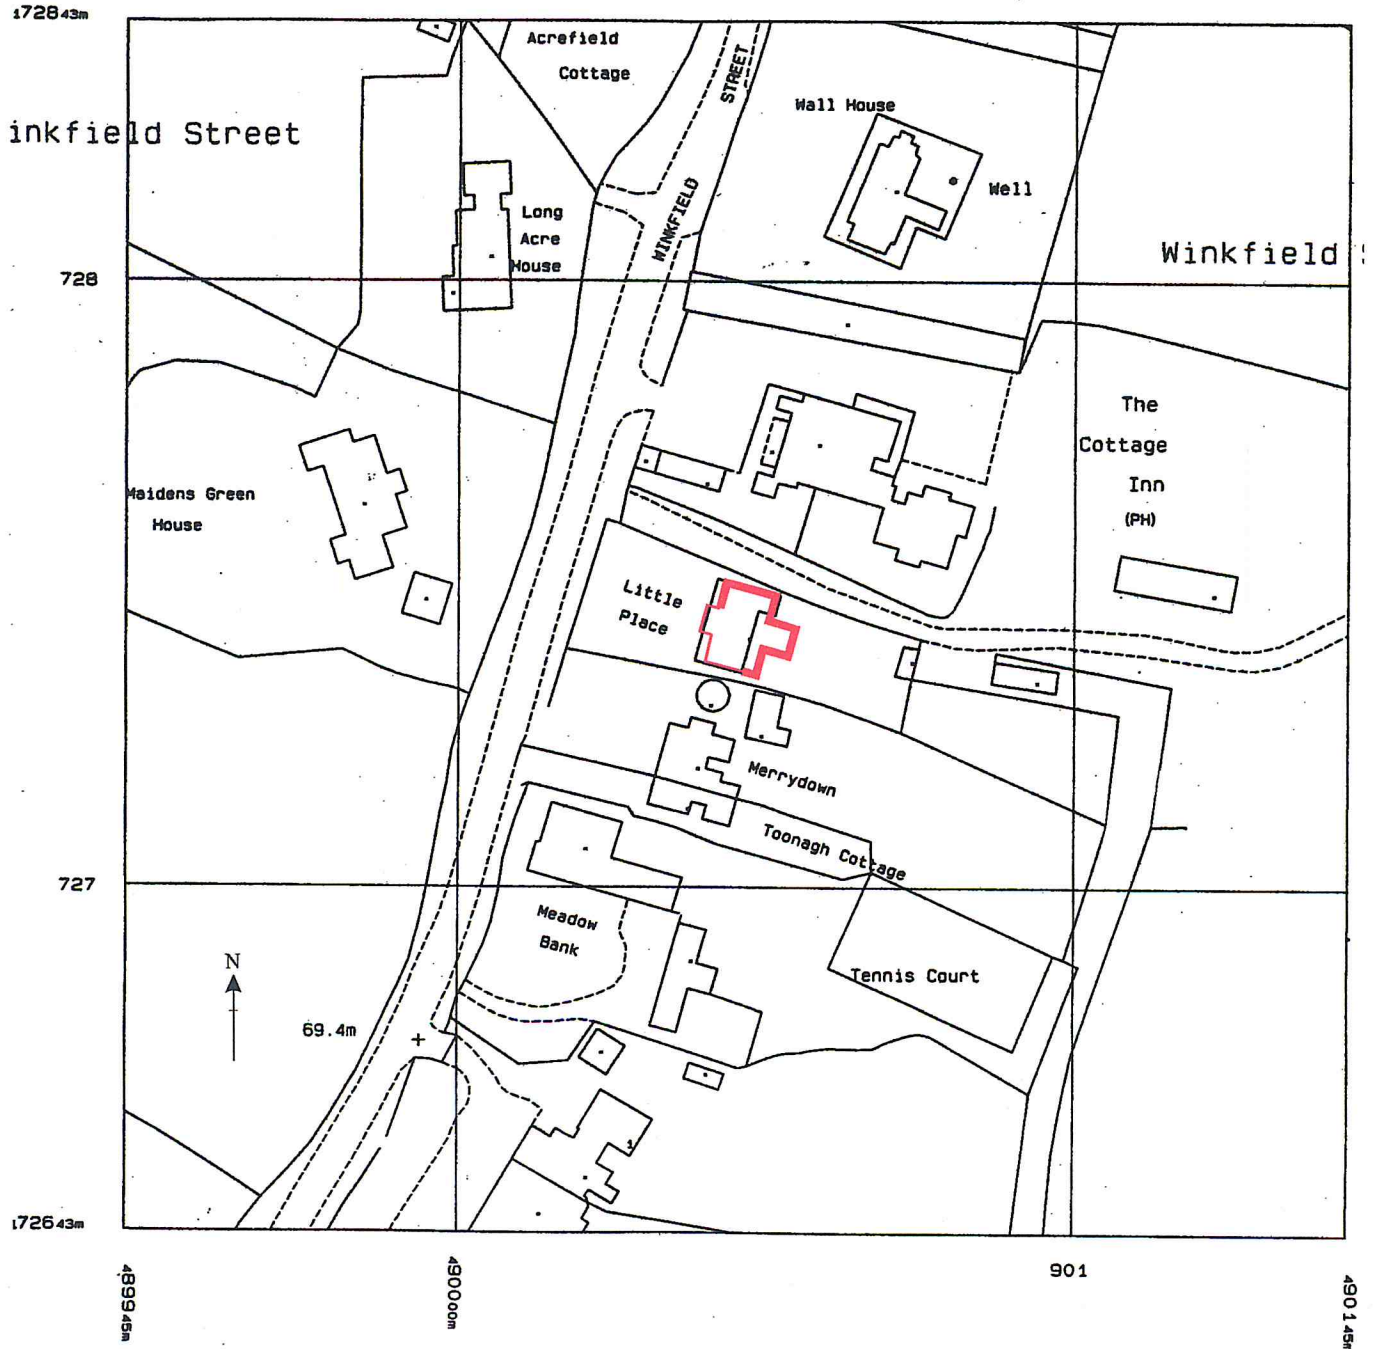 172843m
Acrefield
Cottage
STREET
Wall House
inkfield Street
Well
Long
Acre
House
WINKFIELD
Winkfield
728
The
Cottage
Inn
(PH)
Maidens Green
House
Little
Place
Merrydown
Toonagh Cottage
727
Meadow
Bank
Tennis Court
N
69.4m
1
172643m
489945m
490000m
901
490145m